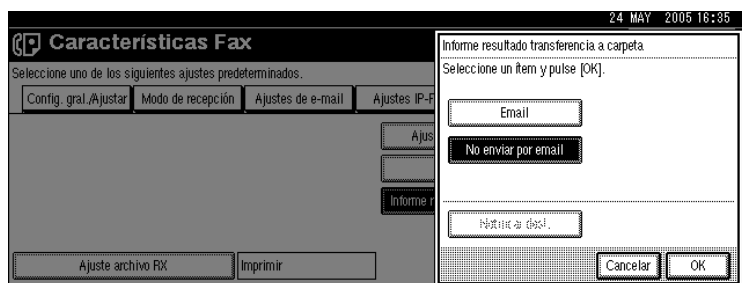 24 MAY 2005 16:35
Características Fax
Seleccione uno de los siguientes ajustes predeterminados.
Config. gral./Ajustar
Modo de recepción
Ajustes de e-mail
Ajustes IP-F
Ajus
Informe r
Ajuste archivo RX
Imprimir
Informe resultado transferencia a carpeta
Seleccione un ítem y pulse [OK].
Email
No enviar por email
Notificar dest.
Cancelar
OK